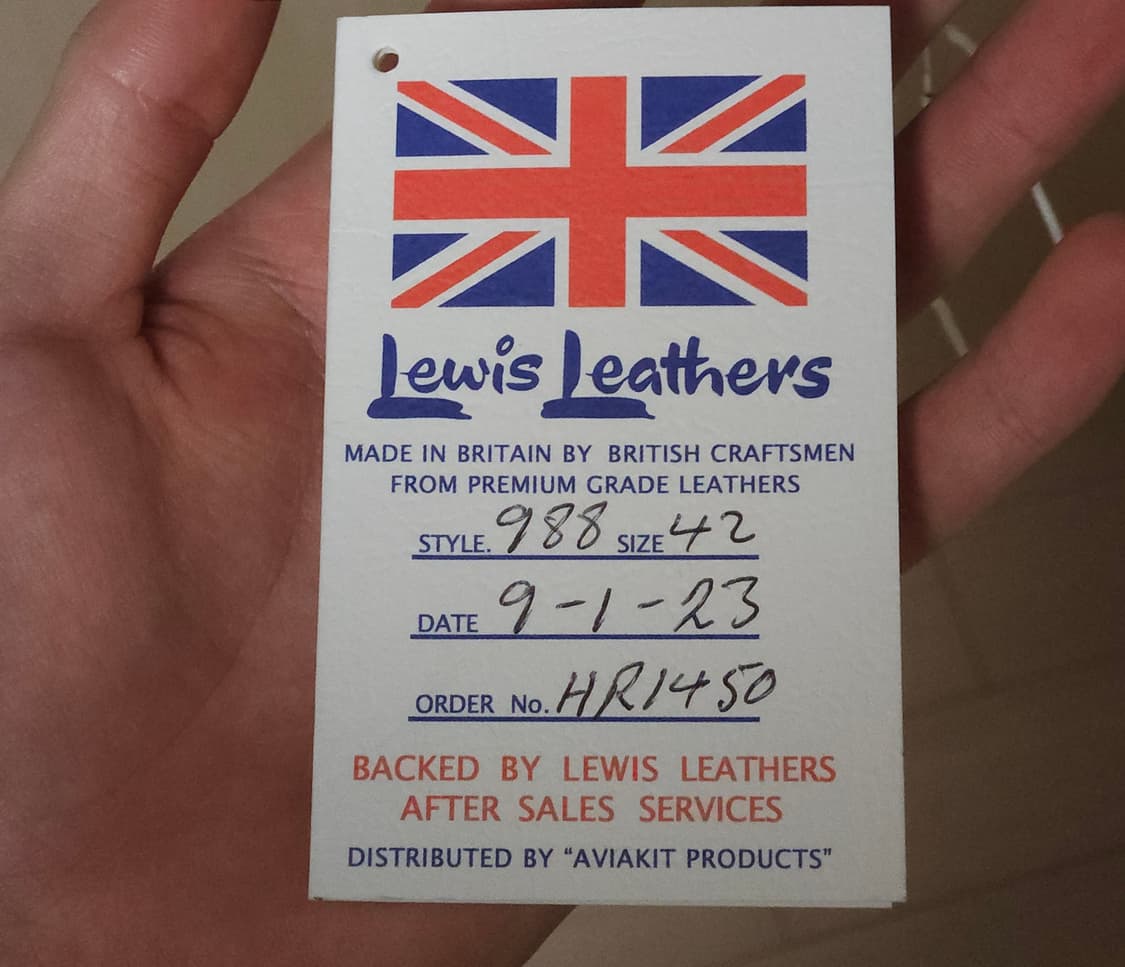 Lewis Leathers
MADE IN BRITAIN BY BRITISH CRAFTSMEN
FROM PREMIUM GRADE LEATHERS
STYLE. 988 SIZE 42
DATE 9-1-23
ORDER No. HR1450
BACKED BY LEWIS LEATHERS
AFTER SALES SERVICES
DISTRIBUTED BY “AVIAKIT PRODUCTS”